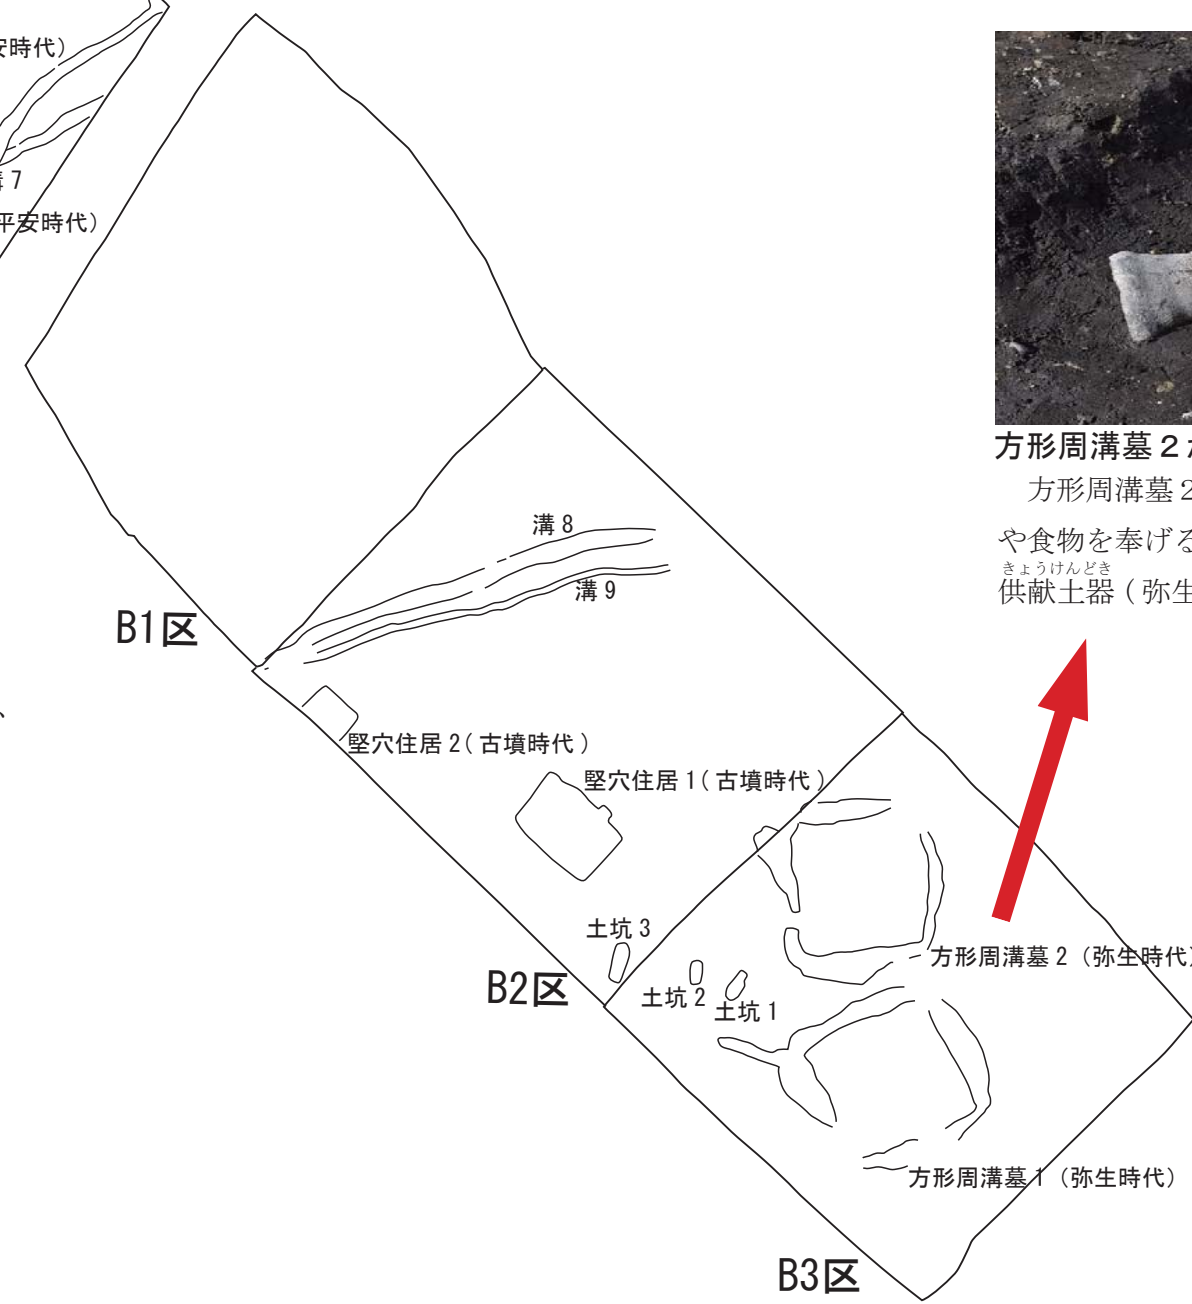 安時代）
溝 7
平安時代）
溝 8
溝 9
B1区
竪穴住居 2( 古墳時代 )
竪穴住居 1( 古墳時代 )
土坑 3
B2区
土坑 2
土坑 1
方形周溝墓 2（弥生時代）
方形周溝墓 1（弥生時代）
B3区
方形周溝墓２か
方形周溝墓２
や食物を奉げる
きょうけんどき
供献土器 ( 弥生